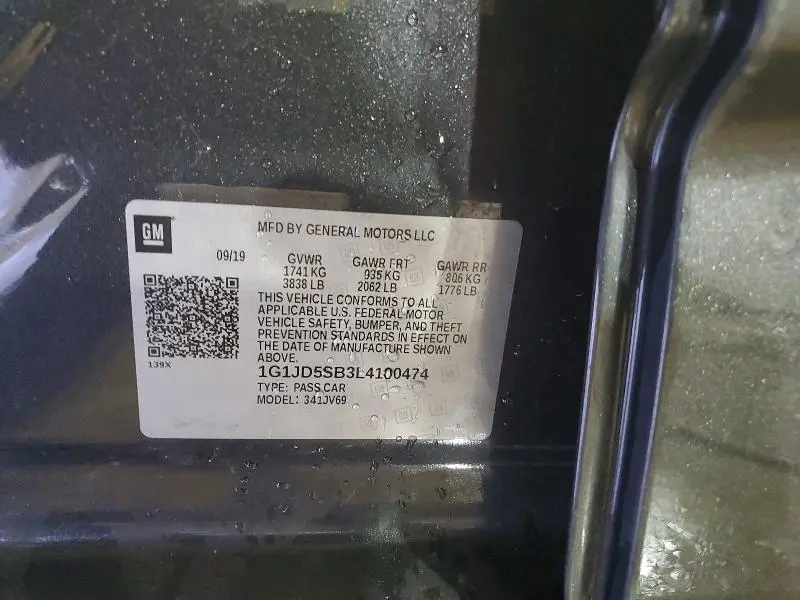 GM
MFD BY GENERAL MOTORS LLC
09/19
GVWR GAWR FRT GAWR RR
1741 KG 935 KG 806 KG
3838 LB 2062 LB 1776 LB
THIS VEHICLE CONFORMS TO ALL
APPLICABLE U.S. FEDERAL MOTOR
VEHICLE SAFETY, BUMPER, AND THEFT
PREVENTION STANDARDS IN EFFECT ON
THE DATE OF MANUFACTURE SHOWN
ABOVE.
139X
1G1JD5SB3L4100474
TYPE: PASS CAR
MODEL: 341JV69